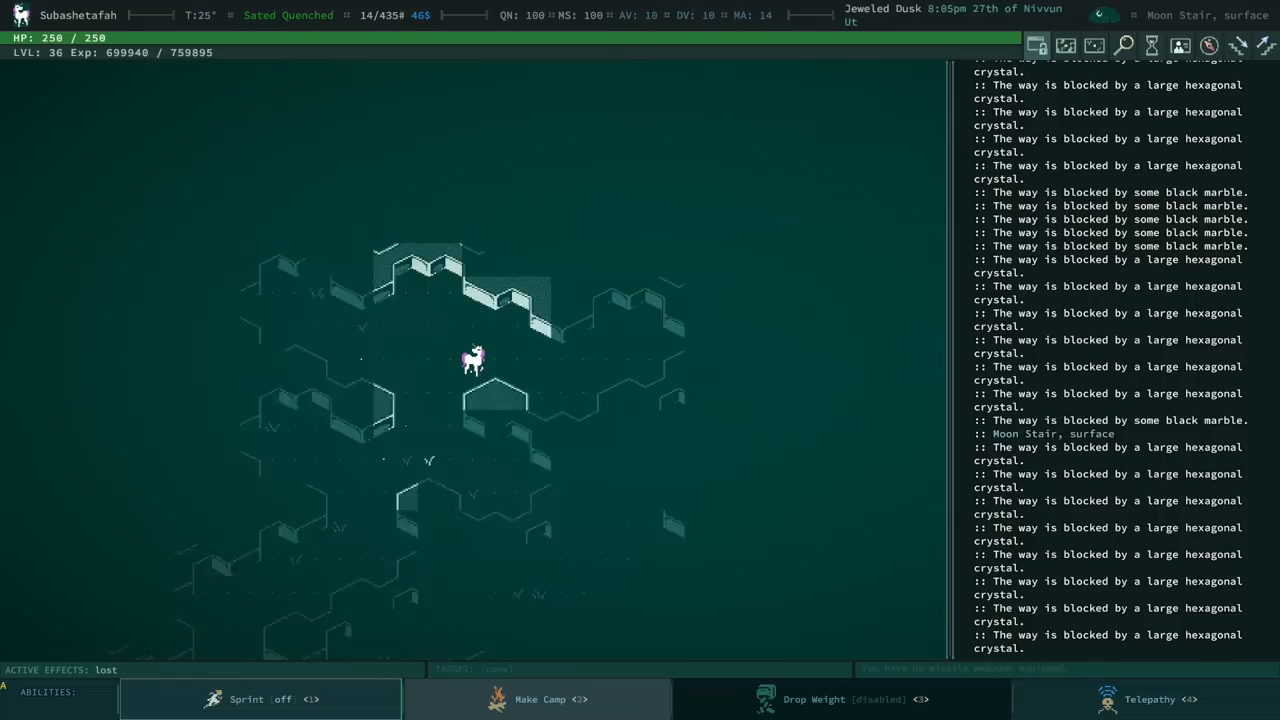 Subashetafah
T:25°
Sated Quenched
14/435# 46$
QN: 100
MS: 100
AV: 10
DV: 10
MA: 14
Jeweled Dusk 8:05pm 27th of Nivvun
Ut
Moon Stair, surface
HP: 250 / 250
LVL: 36 Exp: 699940 / 759895
crystal.
:: The way is blocked by a large hexagonal
crystal.
:: The way is blocked by a large hexagonal
crystal.
:: The way is blocked by a large hexagonal
crystal.
:: The way is blocked by a large hexagonal
crystal.
:: The way is blocked by some black marble.
:: The way is blocked by some black marble.
:: The way is blocked by some black marble.
:: The way is blocked by some black marble.
:: The way is blocked by some black marble.
:: The way is blocked by a large hexagonal
crystal.
:: The way is blocked by a large hexagonal
crystal.
:: The way is blocked by a large hexagonal
crystal.
:: The way is blocked by a large hexagonal
crystal.
:: The way is blocked by a large hexagonal
crystal.
:: The way is blocked by a large hexagonal
crystal.
:: The way is blocked by some black marble.
:: Moon Stair, surface
:: The way is blocked by a large hexagonal
crystal.
:: The way is blocked by a large hexagonal
crystal.
:: The way is blocked by a large hexagonal
crystal.
:: The way is blocked by a large hexagonal
crystal.
:: The way is blocked by a large hexagonal
crystal.
:: The way is blocked by a large hexagonal
crystal.
:: The way is blocked by a large hexagonal
crystal.
:: The way is blocked by a large hexagonal
crystal.
ACTIVE EFFECTS: lost
TARGET: [none]
You have no missile weapons equipped.
A
ABILITIES:
Sprint [off] <1>
Make Camp <2>
Drop Weight [disabled] <3>
Telepathy <4>